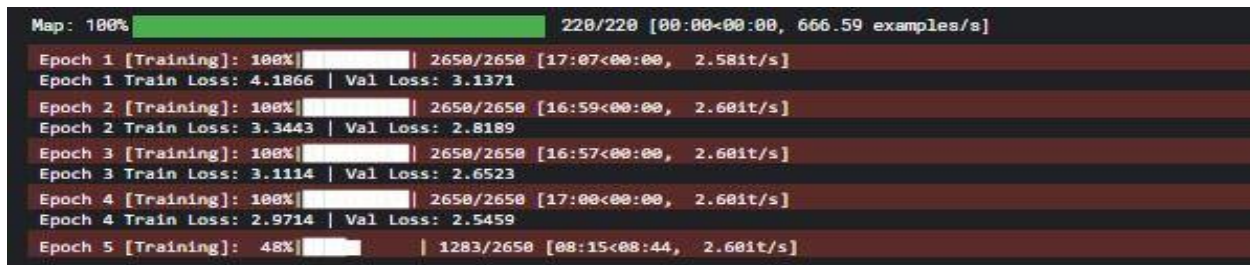 Map: 100% 220/220 [00:00<00:00, 666.59 examples/s]
Epoch 1 [Training]: 100%| | 2650/2650 [17:07<00:00, 2.58it/s]
Epoch 1 Train Loss: 4.1866 | Val Loss: 3.1371
Epoch 2 [Training]: 100%| | 2650/2650 [16:59<00:00, 2.60it/s]
Epoch 2 Train Loss: 3.3443 | Val Loss: 2.8189
Epoch 3 [Training]: 100%| | 2650/2650 [16:57<00:00, 2.60it/s]
Epoch 3 Train Loss: 3.1114 | Val Loss: 2.6523
Epoch 4 [Training]: 100%| | 2650/2650 [17:00<00:00, 2.60it/s]
Epoch 4 Train Loss: 2.9714 | Val Loss: 2.5459
Epoch 5 [Training]: 48%| | 1283/2650 [08:15<08:44, 2.60it/s]